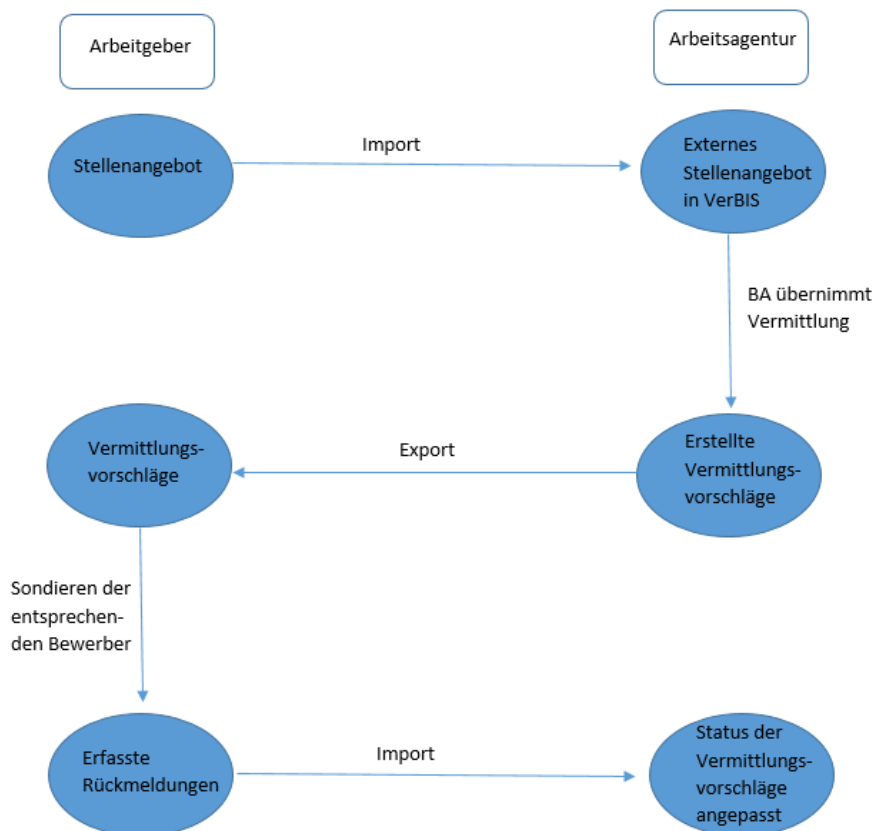 Arbeitgeber
Arbeitsagentur
Stellenangebot
Import
Externes
Stellenangebot
in VerBIS
BA übernimmt
Vermittlung
Vermittlungs-
vorschläge
Export
Erstellte
Vermittlungs-
vorschläge
Sondieren der
entsprechen-
den Bewerber
Erfasste
Rückmeldungen
Import
Status der
Vermittlungs-
vorschläge
angepasst